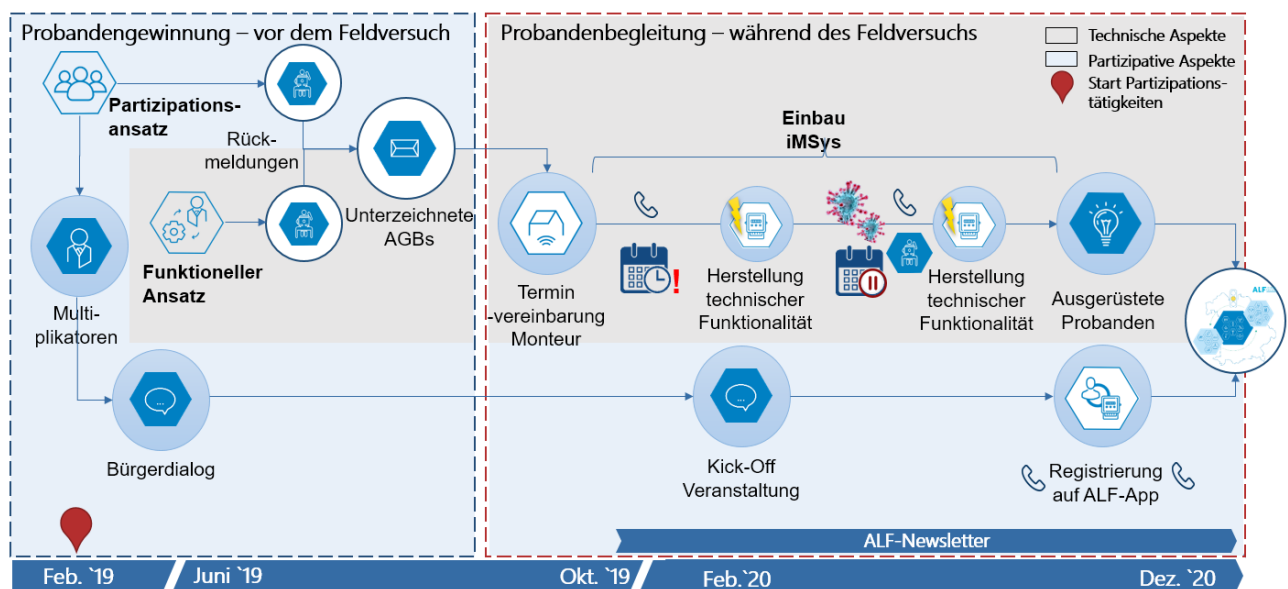 Probandengewinnung – vor dem Feldversuch
Partizipations-
ansatz
Rück-
meldungen
Unterzeichnete
AGBs
Funktioneller
Ansatz
Multi-
plikatoren
Bürgerdialog
Probandenbegleitung – während des Feldversuchs
Technische Aspekte
Partizipative Aspekte
Start Partizipations-
tätigkeiten
Einbau
iMSys
Termin
-vereinbarung
Monteur
!
Herstellung
technischer
Funktionalität
Herstellung
technischer
Funktionalität
Ausgerüstete
Probanden
ALF
Kick-Off
Veranstaltung
Registrierung
auf ALF-App
ALF-Newsletter
Feb. `19
Juni `19
Okt. `19
Feb.`20
Dez. `20